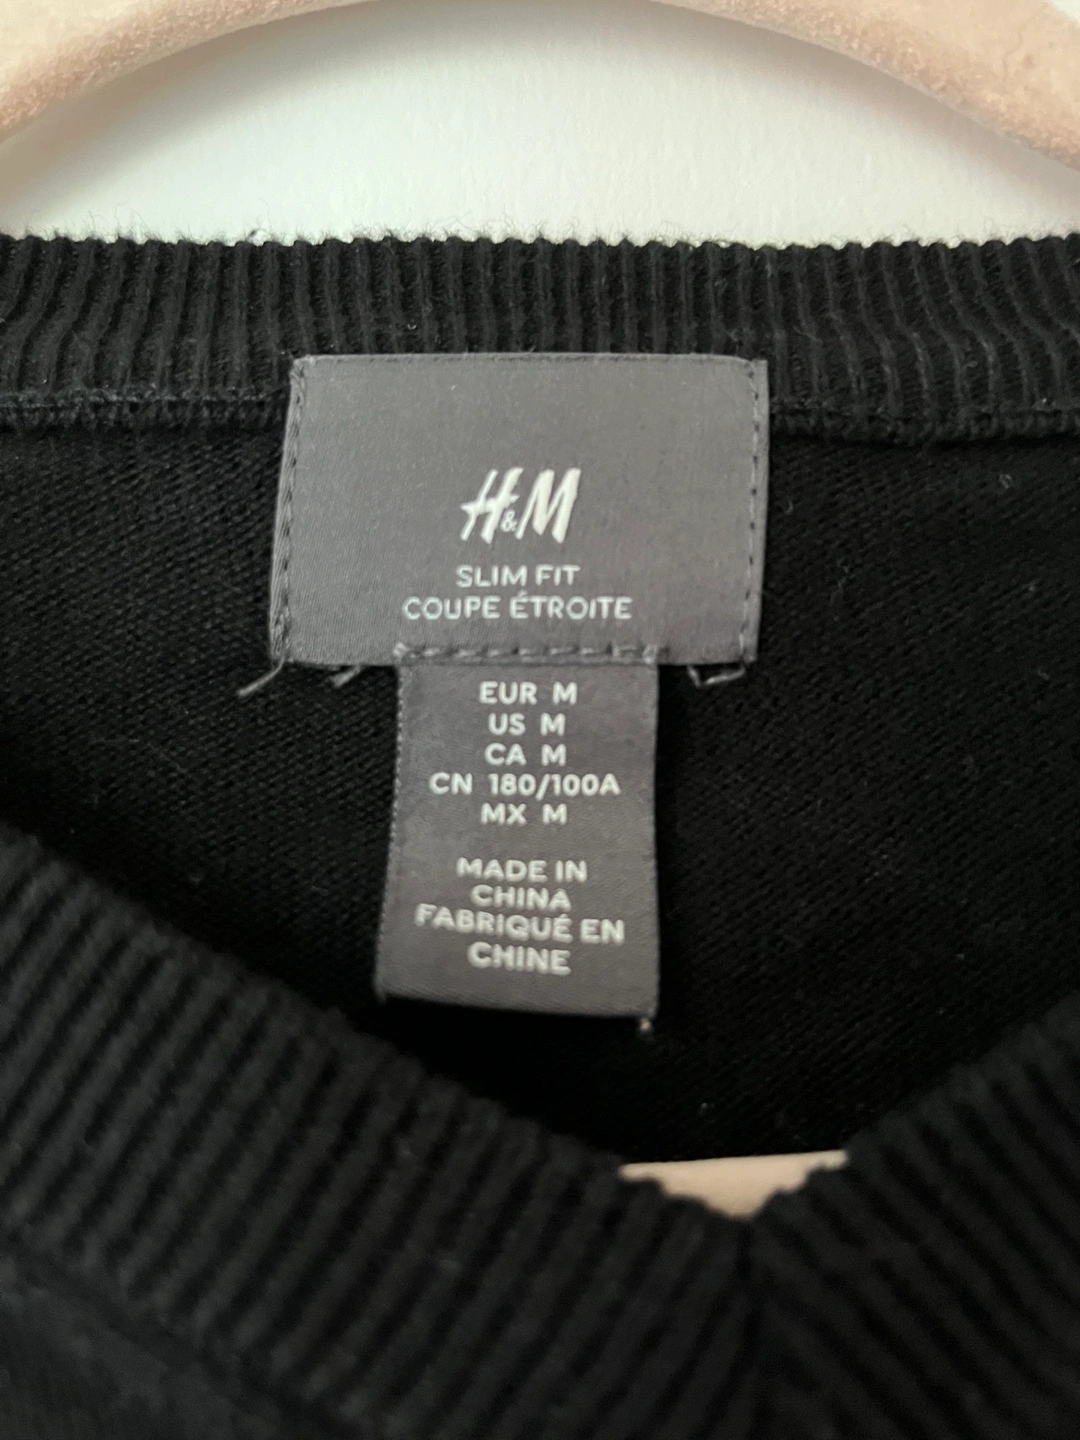 H&M
SLIM FIT
COUPE ÉTROITE
EUR M
US M
CA M
CN 180/100A
MX M
MADE IN
CHINA
FABRIQUÉ EN
CHINE